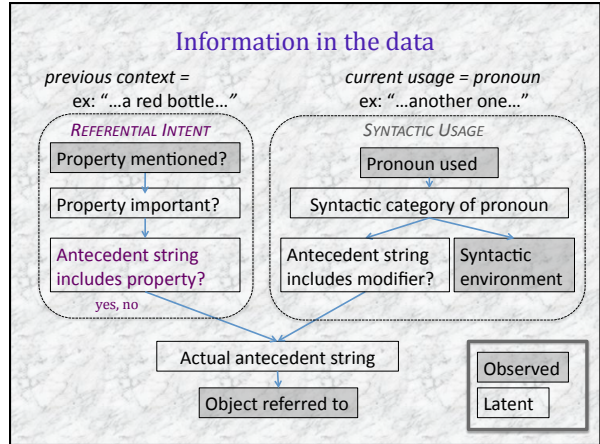 Information in the data
previous context =
ex: “...a red bottle...”
current usage = pronoun
ex: “...another one...”
REFERENTIAL INTENT
Property mentioned?
Property important?
Antecedent string
includes property?
yes, no
SYNTACTIC USAGE
Pronoun used
Syntactic category of pronoun
Antecedent string
includes modifier?
Syntactic
environment
Actual antecedent string
Object referred to
Observed
Latent